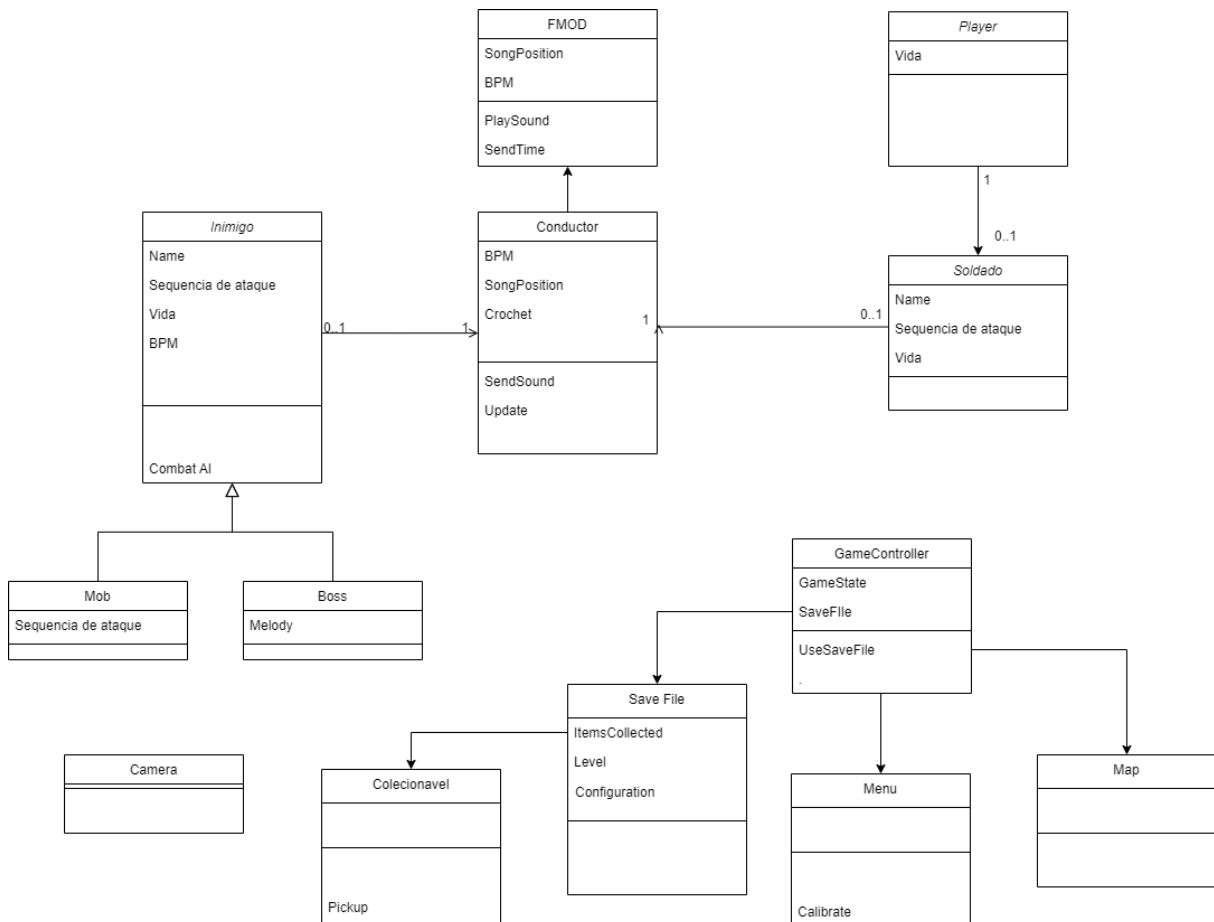 FMOD
SongPosition
BPM
PlaySound
SendTime
Player
Vida
1
0..1
Inimigo
Name
Sequencia de ataque
Vida
BPM
Combat AI
0..1
1
Conductor
BPM
SongPosition
Crochet
SendSound
Update
1
0..1
Soldado
Name
Sequencia de ataque
Vida
Mob
Sequencia de ataque
Boss
Melody
GameController
GameState
SaveFIle
UseSaveFile
.
Save File
ItemsCollected
Level
Configuration
Camera
Colecionavel
Pickup
Menu
Calibrate
Map